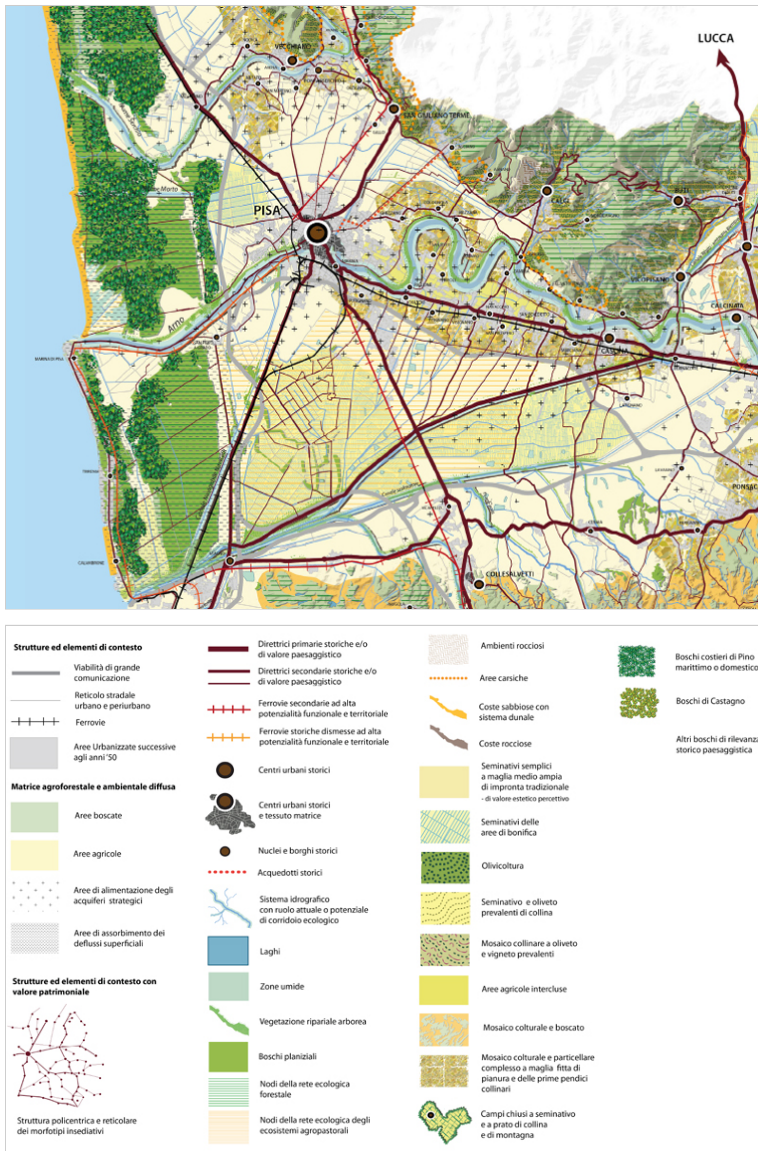 LUCCA
VECCHIANO
SAN GIULIANO TERME
PISA
CALCI
BUTI
VICOPISANO
CALCINAIA
CASCINA
Arno
MARINA DI PISA
TIRRENIA
CALAMBRONE
COLLESALVETTI
Strutture ed elementi di contesto
Viabilità di grande
comunicazione
Reticolo stradale
urbano e periurbano
Ferrovie
Aree Urbanizzate successive
agli anni '50
Matrice agroforestale e ambientale diffusa
Aree boscate
Aree agricole
Aree di alimentazione degli
acquiferi strategici
Aree di assorbimento dei
deflussi superficiali
Strutture ed elementi di contesto con
valore patrimoniale
Struttura policentrica e reticolare
dei morfotipi insediativi
Direttrici primarie storiche e/o
di valore paesaggistico
Direttrici secondarie storiche e/o
di valore paesaggistico
Ferrovie secondarie ad alta
potenzialità funzionale e territoriale
Ferrovie storiche dismesse ad alta
potenzialità funzionale e territoriale
Centri urbani storici
Centri urbani storici
e tessuto matrice
Nuclei e borghi storici
Acquedotti storici
Sistema idrografico
con ruolo attuale o potenziale
di corridoio ecologico
Laghi
Zone umide
Vegetazione ripariale arborea
Boschi planiziali
Nodi della rete ecologica
forestale
Nodi della rete ecologica degli
ecosistemi agropastorali
Ambienti rocciosi
Aree carsiche
Coste sabbiose con
sistema dunale
Coste rocciose
Seminativi semplici
a maglia medio ampia
di impronta tradizionale
- di valore estetico percettivo
Seminativi delle
aree di bonifica
Olivicoltura
Seminativo e oliveto
prevalenti di collina
Mosaico collinare a oliveto
e vigneto prevalenti
Aree agricole intercluse
Mosaico colturale e boscato
Mosaico colturale e particellare
complesso a maglia fitta di
pianura e delle prime pendici
collinari
Campi chiusi a seminativo
e a prato di collina
e di montagna
Boschi costieri di Pino
marittimo o domestico
Boschi di Castagno
Altri boschi di rilevanza
storico paesaggistica